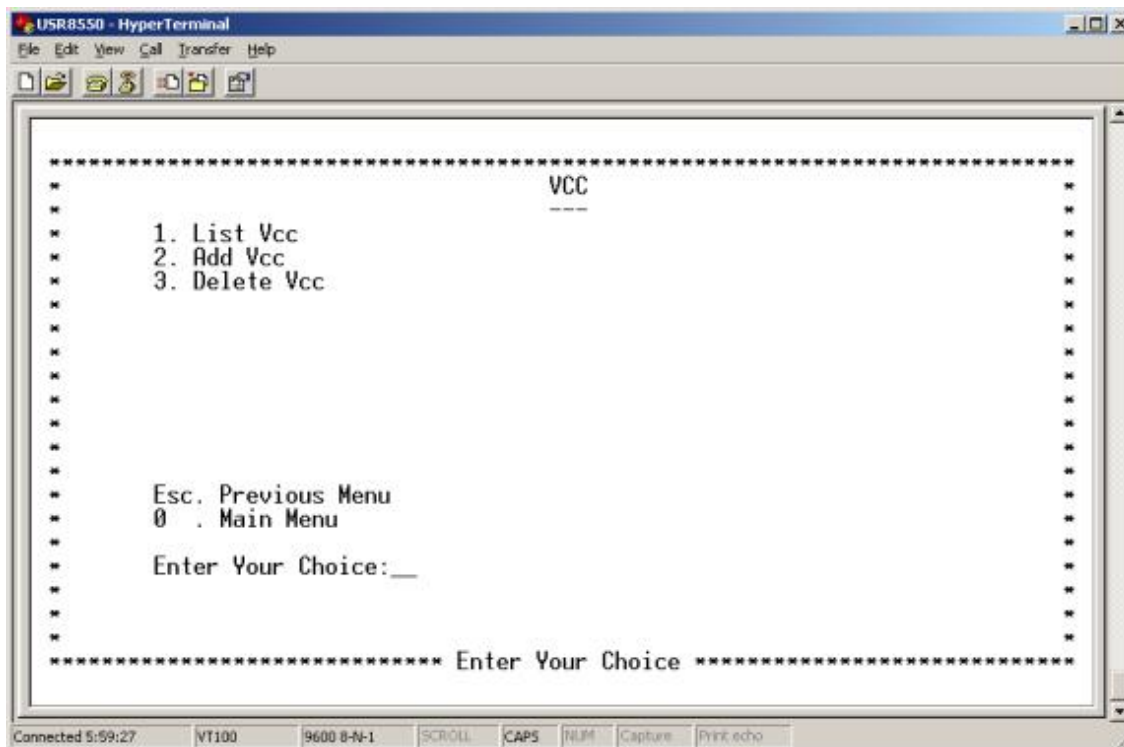 USR8550 - HyperTerminal
File Edit View Call Transfer Help
******************************************************************************
* VCC *
* --- *
* 1. List Vcc *
* 2. Add Vcc *
* 3. Delete Vcc *
* *
* *
* *
* *
* *
* *
* *
* *
* Esc. Previous Menu *
* 0 . Main Menu *
* *
* Enter Your Choice:__ *
* *
* *
* *
****************************** Enter Your Choice *****************************
Connected 5:59:27 VT100 9600 8-N-1 SCROLL CAPS NUM Capture Print echo